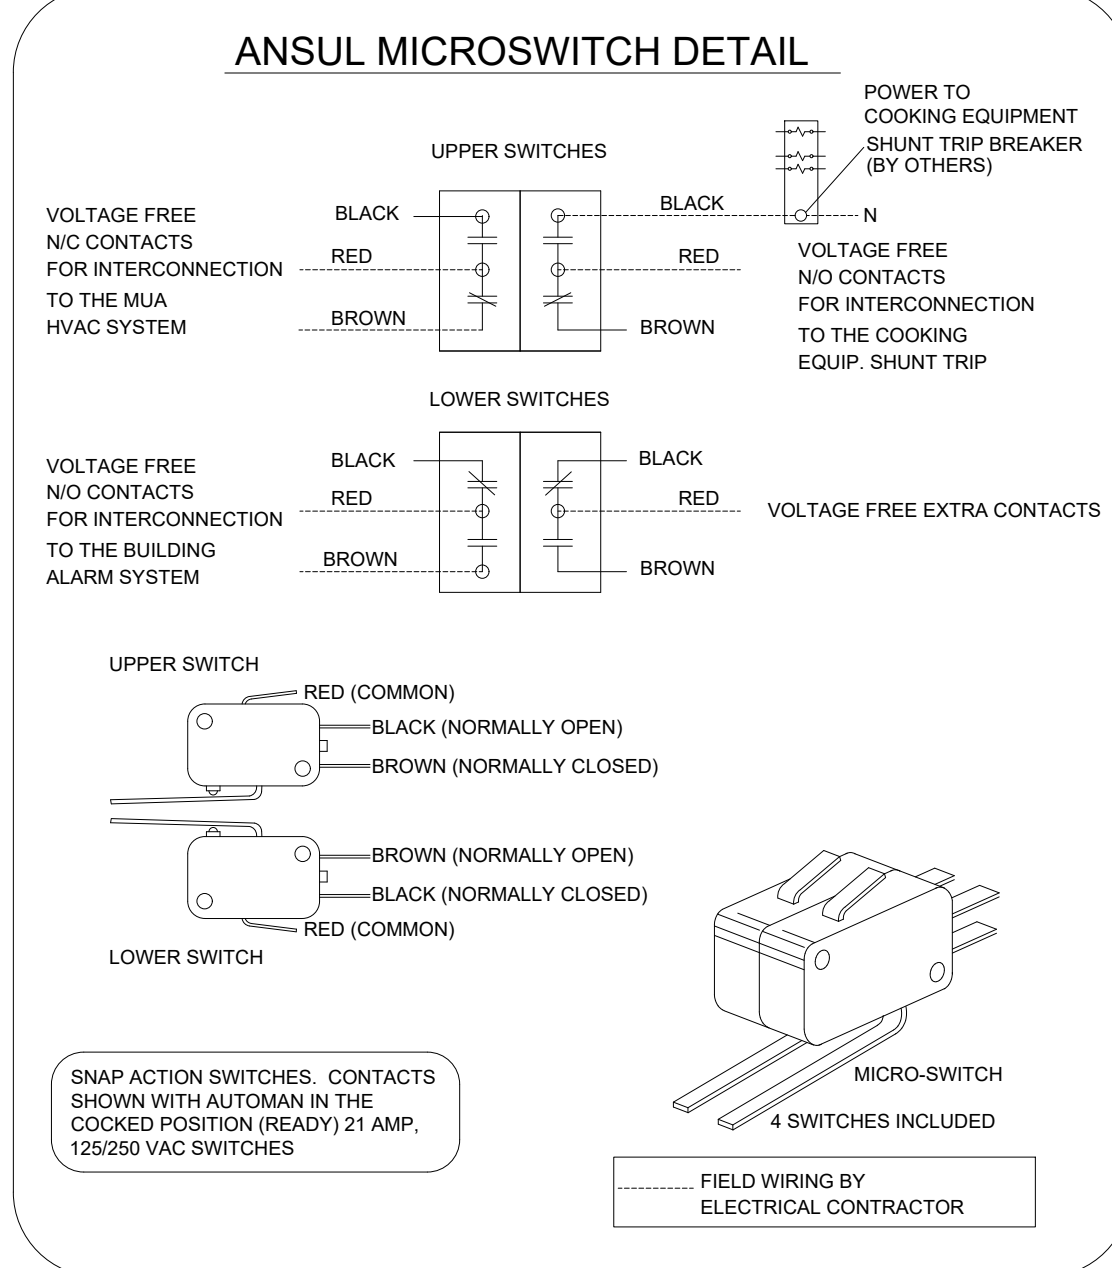 ANSUL MICROSWITCH DETAIL
POWER TO
COOKING EQUIPMENT
SHUNT TRIP BREAKER
(BY OTHERS)
UPPER SWITCHES
VOLTAGE FREE
N/C CONTACTS
FOR INTERCONNECTION
TO THE MUA
HVAC SYSTEM
BLACK
RED
BROWN
BLACK
RED
BROWN
N
VOLTAGE FREE
N/O CONTACTS
FOR INTERCONNECTION
TO THE COOKING
EQUIP. SHUNT TRIP
LOWER SWITCHES
VOLTAGE FREE
N/O CONTACTS
FOR INTERCONNECTION
TO THE BUILDING
ALARM SYSTEM
BLACK
RED
BROWN
BLACK
RED
BROWN
VOLTAGE FREE EXTRA CONTACTS
UPPER SWITCH
RED (COMMON)
BLACK (NORMALLY OPEN)
BROWN (NORMALLY CLOSED)
BROWN (NORMALLY OPEN)
BLACK (NORMALLY CLOSED)
RED (COMMON)
LOWER SWITCH
SNAP ACTION SWITCHES. CONTACTS
SHOWN WITH AUTOMAN IN THE
COCKED POSITION (READY) 21 AMP,
125/250 VAC SWITCHES
MICRO-SWITCH
4 SWITCHES INCLUDED
FIELD WIRING BY
ELECTRICAL CONTRACTOR